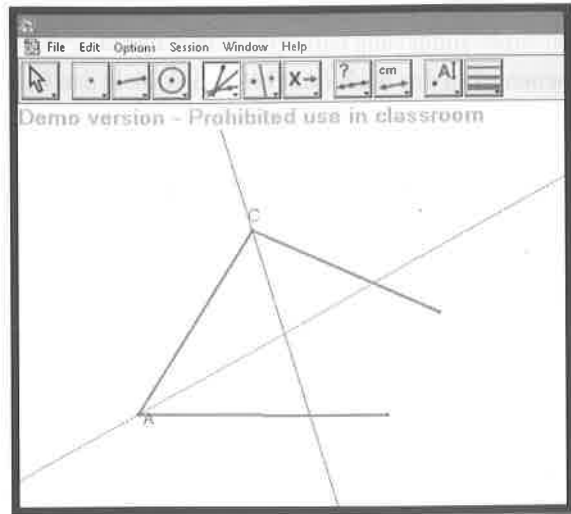 File Edit Options Session Window Help
? cm A X
Demo version - Prohibited use in classroom
C
A